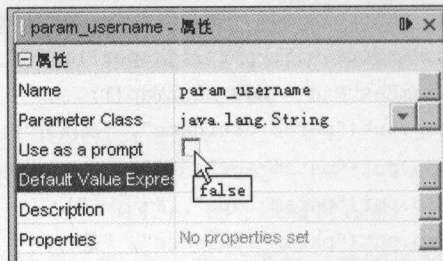 param_username - 属性
属性
Name param_username ...
Parameter Class java.lang.String ...
Use as a prompt
false
Default Value Expres ...
Description ...
Properties No properties set ...